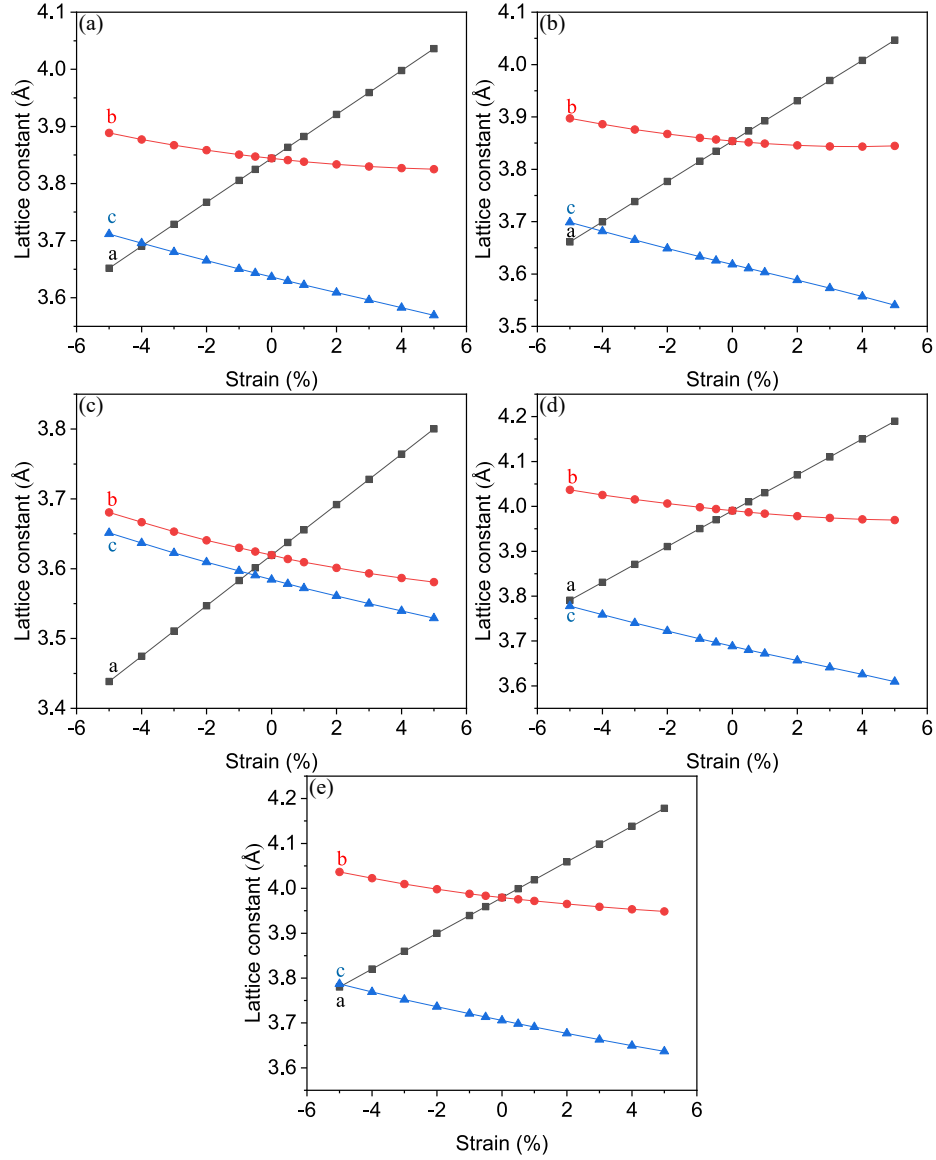 (a)
4.1
4.0
3.9
3.8
3.7
3.6
Lattice constant (Å)
b
c
a
-6 -4 -2 0 2 4 6
Strain (%)
(b)
4.1
4.0
3.9
3.8
3.7
3.6
3.5
Lattice constant (Å)
b
c
a
-6 -4 -2 0 2 4 6
Strain (%)
(c)
3.8
3.7
3.6
3.5
3.4
Lattice constant (Å)
b
c
a
-6 -4 -2 0 2 4 6
Strain (%)
(d)
4.2
4.1
4.0
3.9
3.8
3.7
3.6
Lattice constant (Å)
b
a
c
-6 -4 -2 0 2 4 6
Strain (%)
(e)
4.2
4.1
4.0
3.9
3.8
3.7
3.6
Lattice constant (Å)
b
c
a
-6 -4 -2 0 2 4 6
Strain (%)